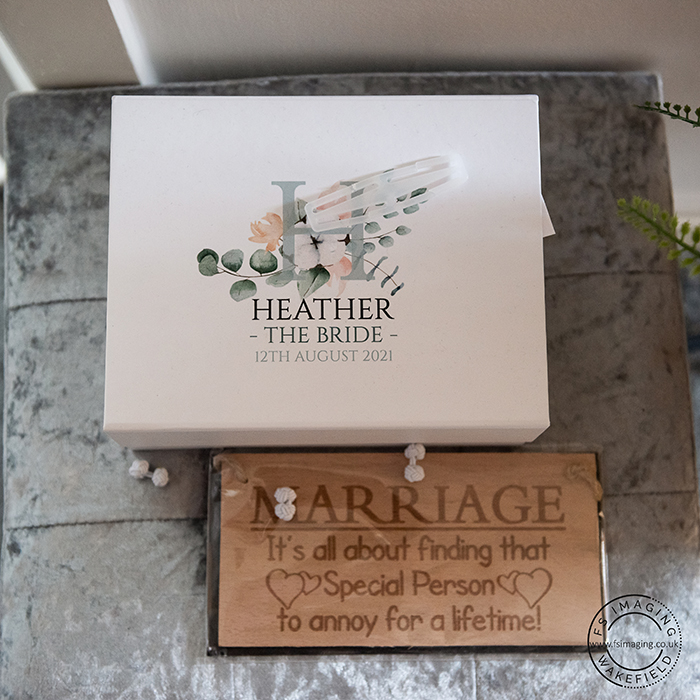 H
HEATHER
- THE BRIDE -
12TH AUGUST 2021
MARRIAGE
It's all about finding that
Special Person
to annoy for a lifetime!
FS IMAGING
www.fsimaging.co.uk
WAKEFIELD